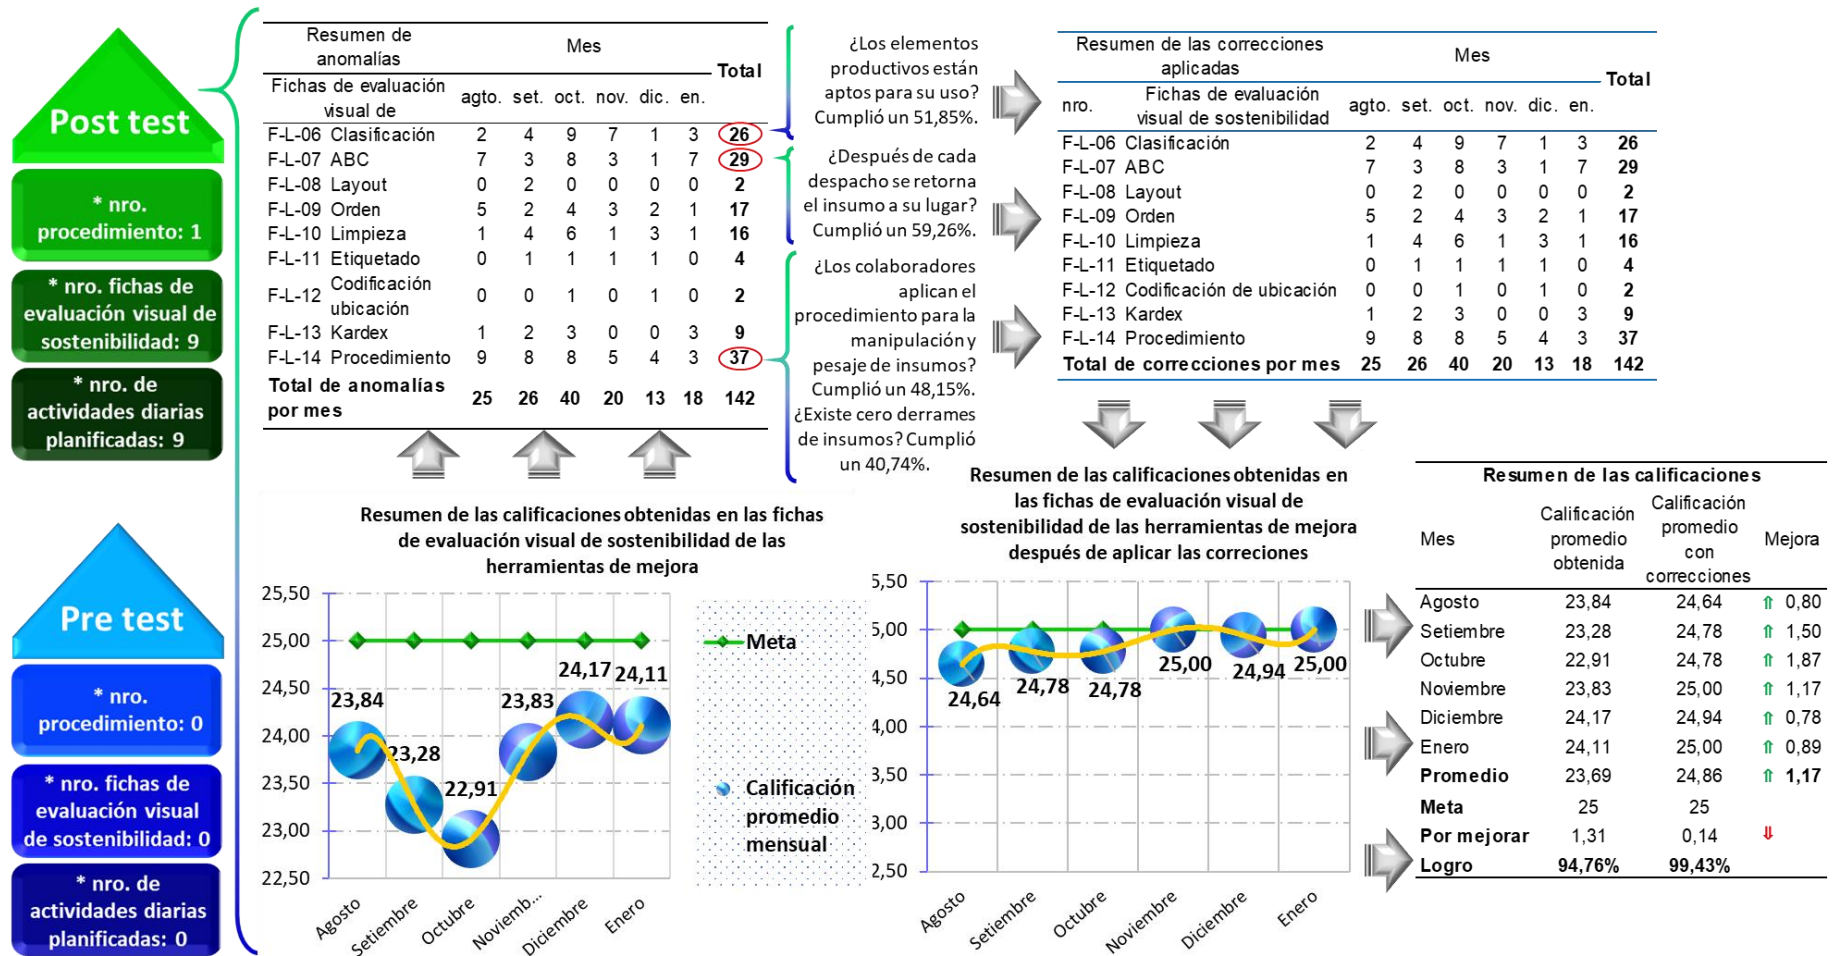 Post test
* nro.
procedimiento: 1
* nro. fichas de
evaluación visual de
sostenibilidad: 9
* nro. de
actividades diarias
planificadas: 9
Pre test
* nro.
procedimiento: 0
* nro. fichas de
evaluación visual
de sostenibilidad: 0
* nro. de
actividades diarias
planificadas: 0
Resumen de
anomalías
Mes
Total
Fichas de evaluación
visual de
agto. set. oct. nov. dic. en.
F-L-06 Clasificación 2 4 9 7 1 3 26
F-L-07 ABC 7 3 8 3 1 7 29
F-L-08 Layout 0 2 0 0 0 0 2
F-L-09 Orden 5 2 4 3 2 1 17
F-L-10 Limpieza 1 4 6 1 3 1 16
F-L-11 Etiquetado 0 1 1 1 1 0 4
F-L-12 Codificación
ubicación 0 0 1 0 1 0 2
F-L-13 Kardex 1 2 3 0 0 3 9
F-L-14 Procedimiento 9 8 8 5 4 3 37
Total de anomalías
por mes 25 26 40 20 13 18 142
¿Los elementos
productivos están
aptos para su uso?
Cumplió un 51,85%.
¿Después de cada
despacho se retorna
el insumo a su lugar?
Cumplió un 59,26%.
¿Los colaboradores
aplican el
procedimiento para la
manipulación y
pesaje de insumos?
Cumplió un 48,15%.
¿Existe cero derrames
de insumos? Cumplió
un 40,74%.
Resumen de las correcciones
aplicadas
Mes
Total
nro.
Fichas de evaluación
visual de sostenibilidad
agto. set. oct. nov. dic. en.
F-L-06 Clasificación 2 4 9 7 1 3 26
F-L-07 ABC 7 3 8 3 1 7 29
F-L-08 Layout 0 2 0 0 0 0 2
F-L-09 Orden 5 2 4 3 2 1 17
F-L-10 Limpieza 1 4 6 1 3 1 16
F-L-11 Etiquetado 0 1 1 1 1 0 4
F-L-12 Codificación de ubicación 0 0 1 0 1 0 2
F-L-13 Kardex 1 2 3 0 0 3 9
F-L-14 Procedimiento 9 8 8 5 4 3 37
Total de correcciones por mes 25 26 40 20 13 18 142
Resumen de las calificaciones obtenidas en las fichas
de evaluación visual de sostenibilidad de las
herramientas de mejora
25,50
25,00
24,50
24,00
23,50
23,00
22,50
23,84
23,28
22,91
23,83
24,17
24,11
Agosto
Setiembre
Octubre
Noviemb...
Diciembre
Enero
Meta
Calificación
promedio
mensual
Resumen de las calificaciones obtenidas en
las fichas de evaluación visual de
sostenibilidad de las herramientas de mejora
después de aplicar las correciones
5,50
5,00
4,50
4,00
3,50
3,00
2,50
24,64
24,78
24,78
25,00
24,94
25,00
Agosto
Setiembre
Octubre
Noviembre
Diciembre
Enero
Resumen de las calificaciones
Mes
Calificación
promedio
obtenida
Calificación
promedio
con
correcciones
Mejora
Agosto 23,84 24,64 ⇑ 0,80
Setiembre 23,28 24,78 ⇑ 1,50
Octubre 22,91 24,78 ⇑ 1,87
Noviembre 23,83 25,00 ⇑ 1,17
Diciembre 24,17 24,94 ⇑ 0,78
Enero 24,11 25,00 ⇑ 0,89
Promedio 23,69 24,86 ⇑ 1,17
Meta 25 25
Por mejorar 1,31 0,14 ⇓
Logro 94,76% 99,43%